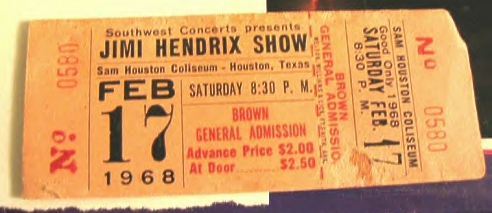 Nº 0580
Southwest Concerts presents
JIMI HENDRIX SHOW
Sam Houston Coliseum - Houston, Texas
FEB
17
1968
SATURDAY 8:30 P. M.
BROWN
GENERAL ADMISSION
Advance Price $2.00
At Door $2.50
BROWN
GENERAL ADMISSIO
SAM HOUSTON COLISEUM
Good Only 1968
SATURDAY FEB. 17
8:30 P. M.
Nº 0580